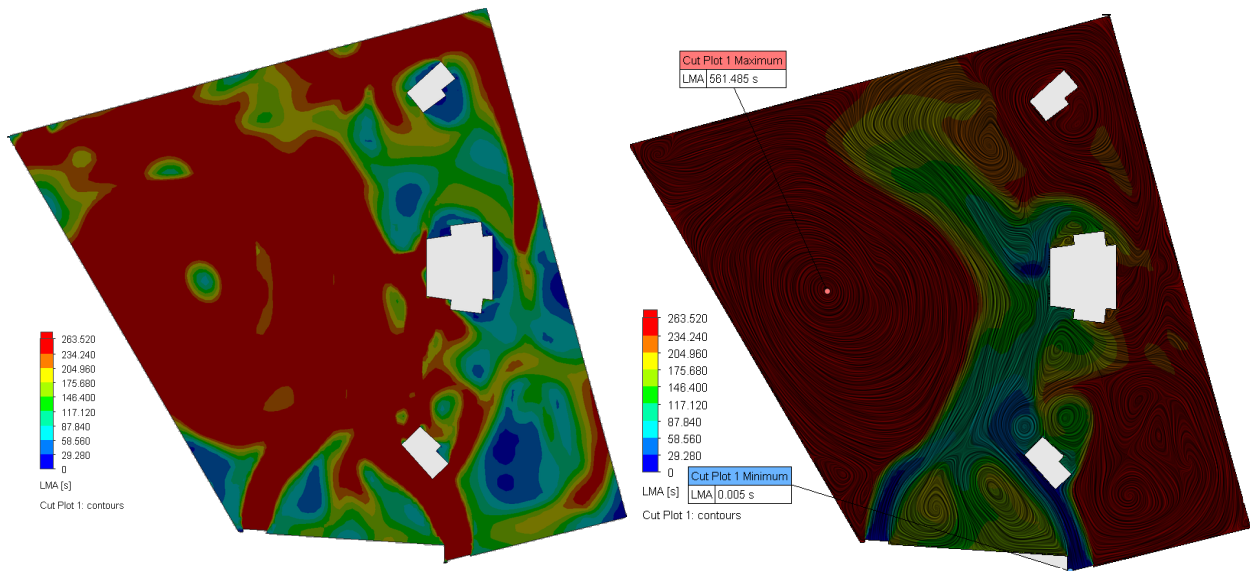 263.520
234.240
204.960
175.680
146.400
117.120
87.840
58.560
29.280
0
LMA [s]
Cut Plot 1: contours
Cut Plot 1 Maximum
LMA 561.485 s
263.520
234.240
204.960
175.680
146.400
117.120
87.840
58.560
29.280
0
LMA [s]
Cut Plot 1: contours
Cut Plot 1 Minimum
LMA 0.005 s